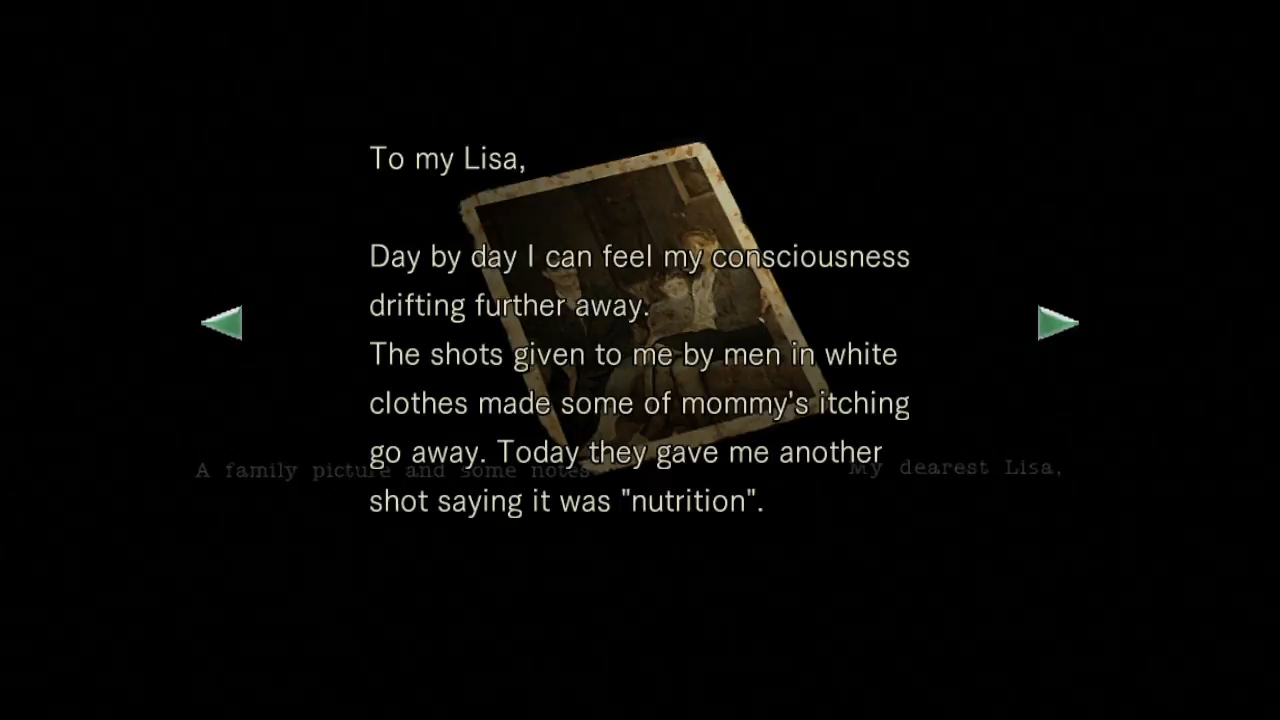 To my Lisa,
Day by day I can feel my consciousness
drifting further away.
The shots given to me by men in white
clothes made some of mommy's itching
go away. Today they gave me another
shot saying it was "nutrition".
A family picture and some notes
My dearest Lisa,